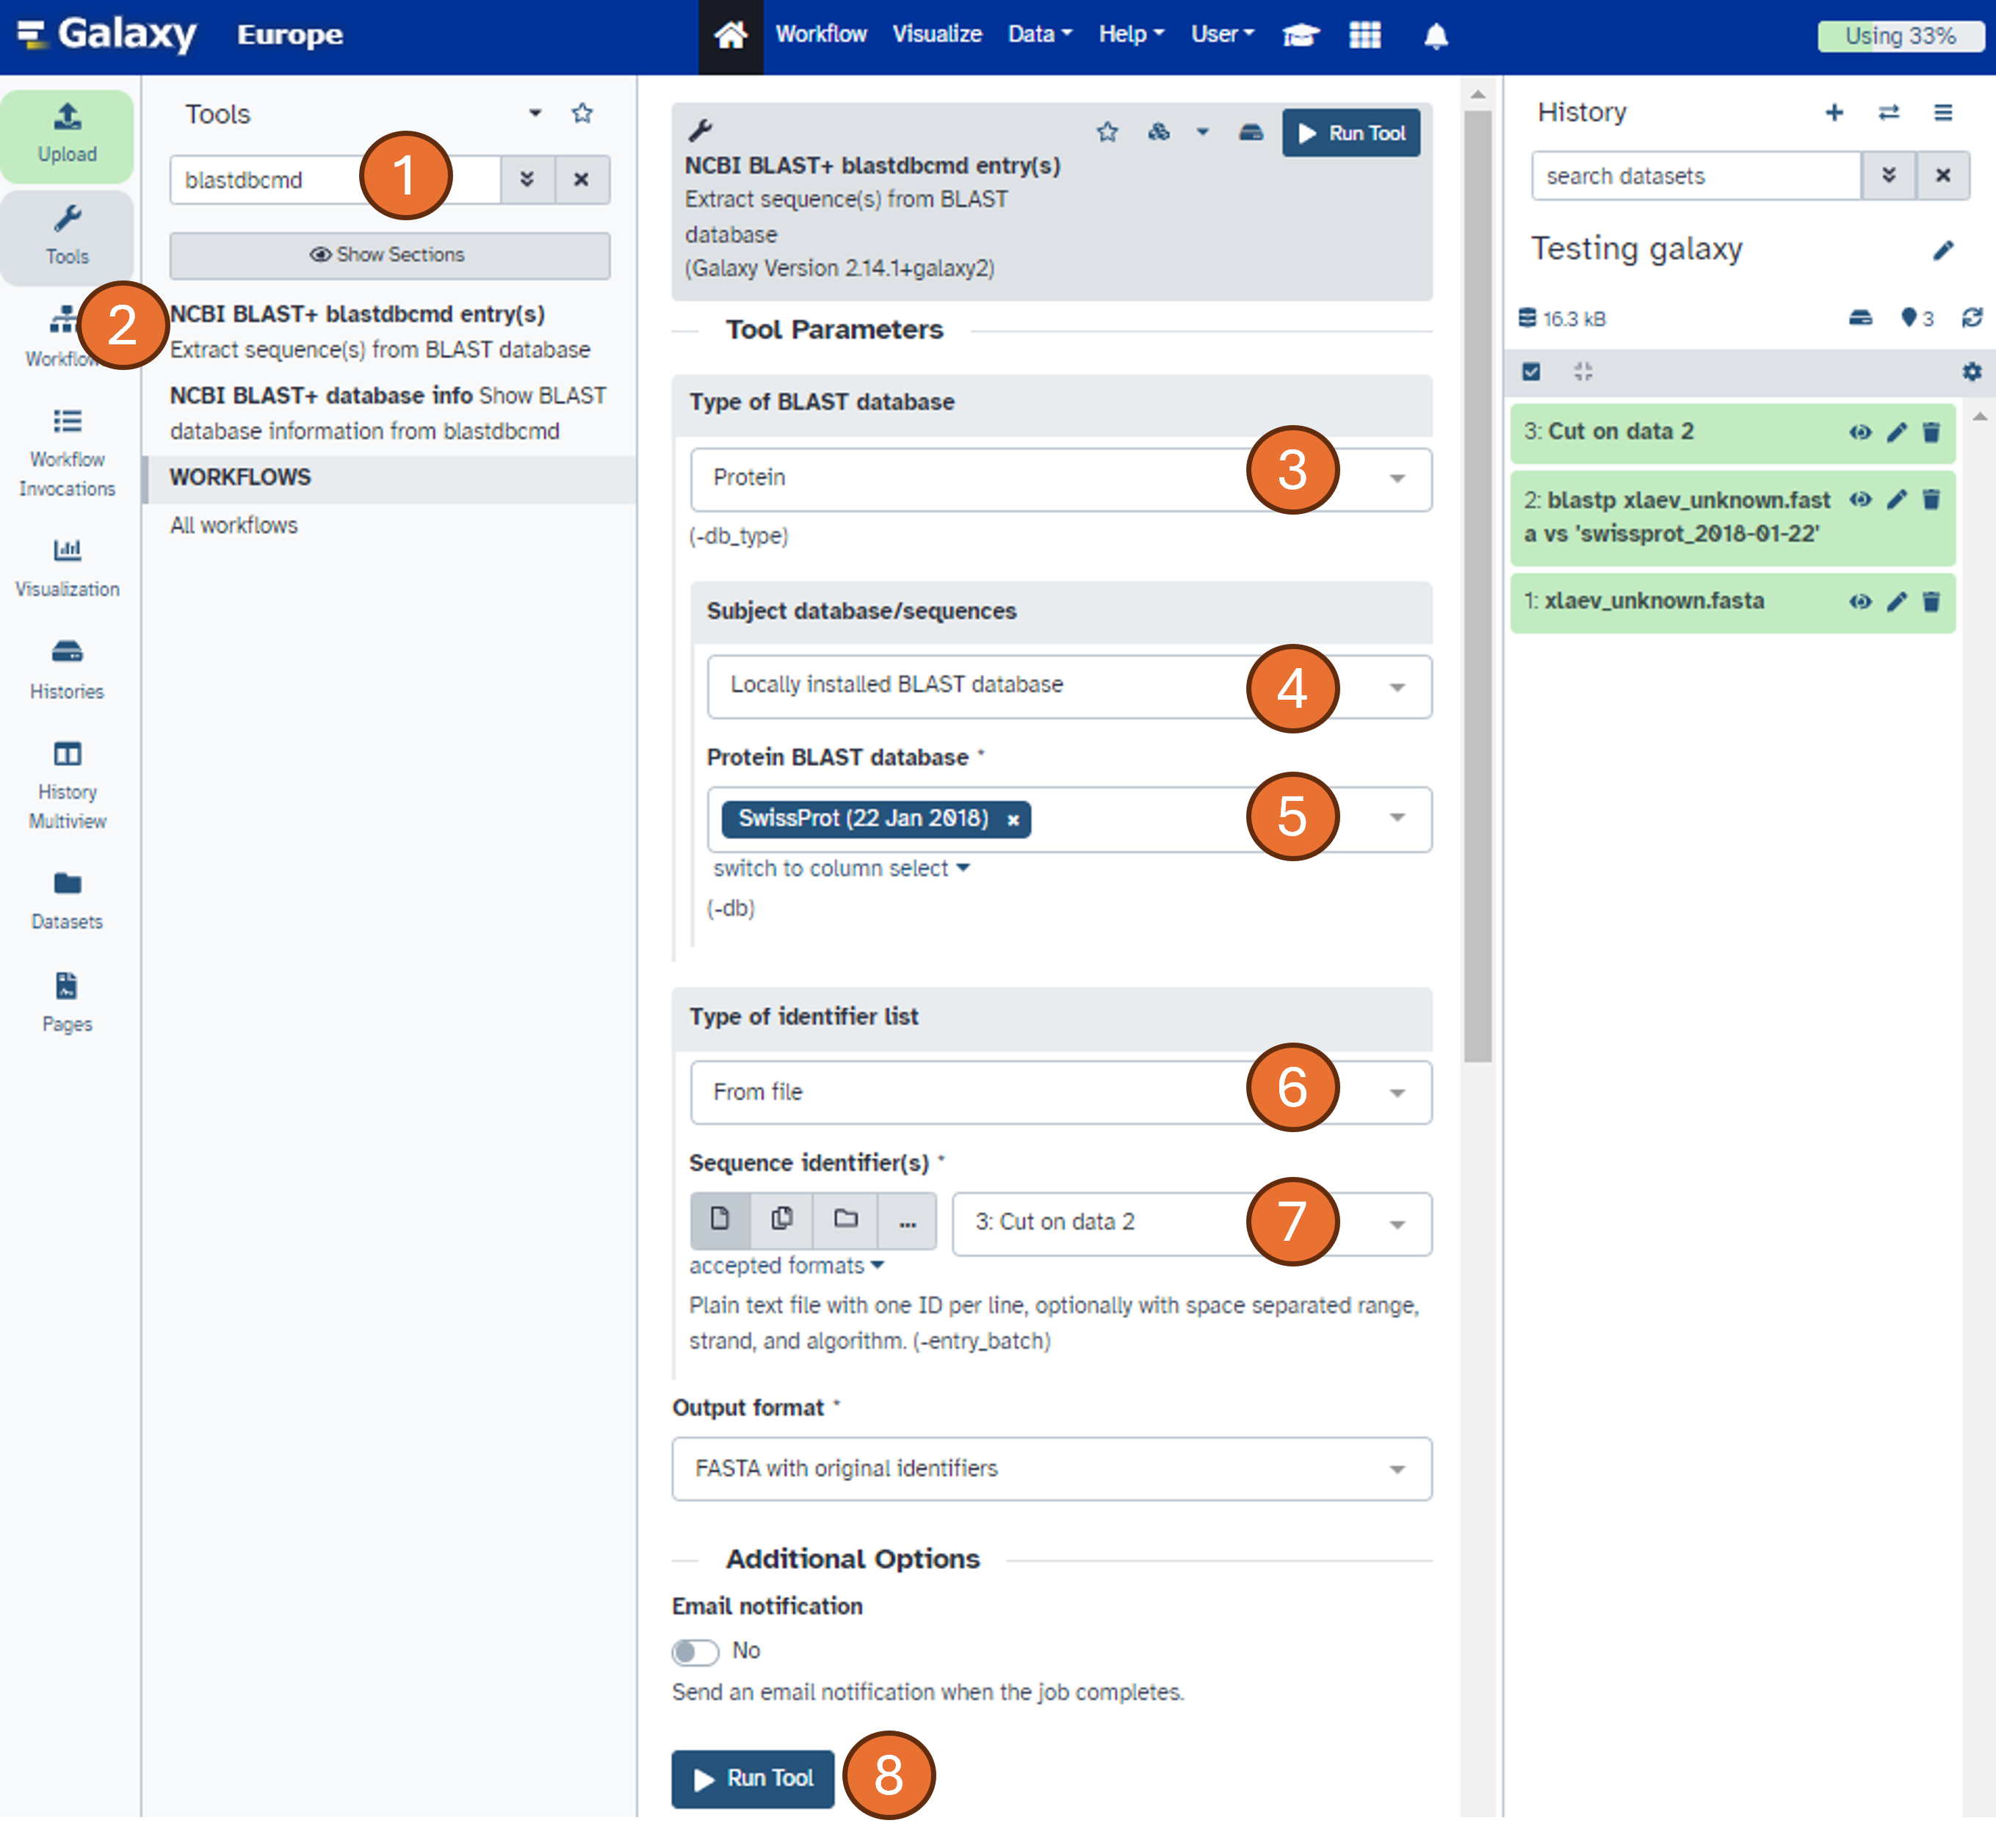 Galaxy Europe
Workflow Visualize Data Help User
Using 33%
Upload
Tools
Workflow
Workflow
Invocations
Visualization
Histories
History
Multiview
Datasets
Pages
Tools
blastdbcmd
1
Show Sections
2
NCBI BLAST+ blastdbcmd entry(s)
Extract sequence(s) from BLAST database
NCBI BLAST+ database info Show BLAST
database information from blastdbcmd
WORKFLOWS
All workflows
Run Tool
NCBI BLAST+ blastdbcmd entry(s)
Extract sequence(s) from BLAST
database
(Galaxy Version 2.14.1+galaxy2)
Tool Parameters
Type of BLAST database
Protein
3
(-db_type)
Subject database/sequences
Locally installed BLAST database
4
Protein BLAST database *
SwissProt (22 Jan 2018) ×
5
switch to column select
(-db)
Type of identifier list
From file
6
Sequence identifier(s) *
... 3: Cut on data 2
7
accepted formats
Plain text file with one ID per line, optionally with space separated range,
strand, and algorithm. (-entry_batch)
Output format *
FASTA with original identifiers
Additional Options
Email notification
No
Send an email notification when the job completes.
Run Tool
8
History
search datasets
Testing galaxy
16.3 kB
3
3: Cut on data 2
2: blastp xlaev_unknown.fast
a vs 'swissprot_2018-01-22'
1: xlaev_unknown.fasta